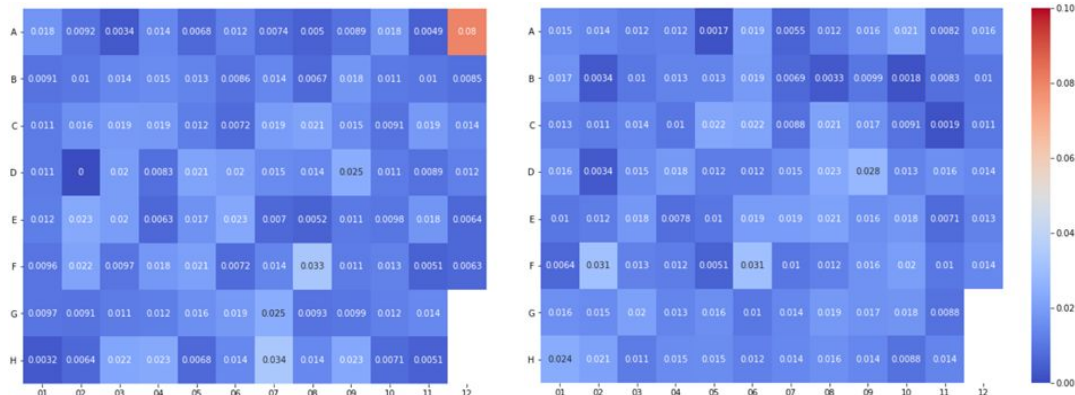 A 0.018 0.0092 0.0034 0.014 0.0068 0.012 0.0074 0.005 0.0089 0.018 0.0049 0.08
B 0.0091 0.01 0.014 0.015 0.013 0.0086 0.014 0.0067 0.018 0.011 0.01 0.0085
C 0.011 0.016 0.019 0.019 0.012 0.0072 0.019 0.021 0.015 0.0091 0.019 0.014
D 0.011 0 0.02 0.0083 0.021 0.02 0.015 0.014 0.025 0.011 0.0089 0.012
E 0.012 0.023 0.02 0.0063 0.017 0.023 0.007 0.0052 0.011 0.0098 0.018 0.0064
F 0.0096 0.022 0.0097 0.018 0.021 0.0072 0.014 0.033 0.011 0.013 0.0051 0.0063
G 0.0097 0.0091 0.011 0.012 0.016 0.019 0.025 0.0093 0.0099 0.012 0.014
H 0.0032 0.0064 0.022 0.023 0.0068 0.014 0.034 0.014 0.023 0.0071 0.0051
01 02 03 04 05 06 07 08 09 10 11 12
A 0.015 0.014 0.012 0.012 0.0017 0.019 0.0055 0.012 0.016 0.021 0.0082 0.016
B 0.017 0.0034 0.01 0.013 0.013 0.019 0.0069 0.0033 0.0099 0.0018 0.0083 0.01
C 0.013 0.011 0.014 0.01 0.022 0.022 0.0088 0.021 0.017 0.0091 0.0019 0.011
D 0.016 0.0034 0.015 0.018 0.012 0.012 0.015 0.023 0.028 0.013 0.016 0.014
E 0.01 0.012 0.018 0.0078 0.01 0.019 0.019 0.021 0.016 0.018 0.0071 0.013
F 0.0064 0.031 0.013 0.012 0.0051 0.031 0.01 0.012 0.016 0.02 0.01 0.014
G 0.016 0.015 0.02 0.013 0.016 0.01 0.014 0.019 0.017 0.018 0.0088
H 0.024 0.021 0.011 0.015 0.015 0.012 0.014 0.016 0.014 0.0088 0.014
01 02 03 04 05 06 07 08 09 10 11 12
0.10
0.08
0.06
0.04
0.02
0.00